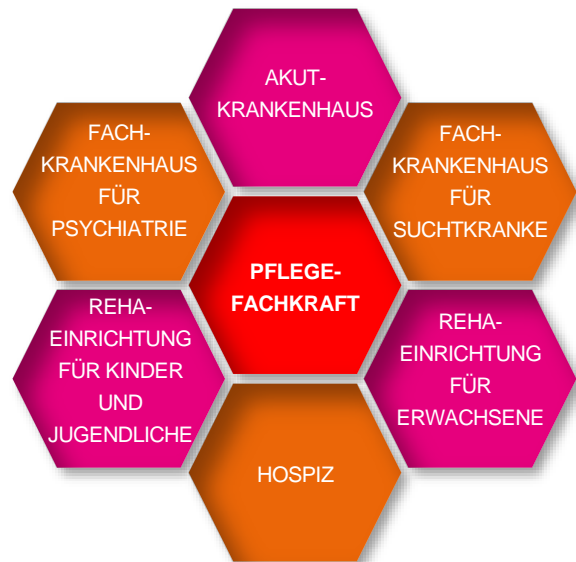 AKUT-
KRANKENHAUS
FACH-
KRANKENHAUS
FÜR
PSYCHIATRIE
FACH-
KRANKENHAUS
FÜR
SUCHTKRANKE
PFLEGE-
FACHKRAFT
REHA-
EINRICHTUNG
FÜR KINDER
UND
JUGENDLICHE
REHA-
EINRICHTUNG
FÜR
ERWACHSENE
HOSPIZ